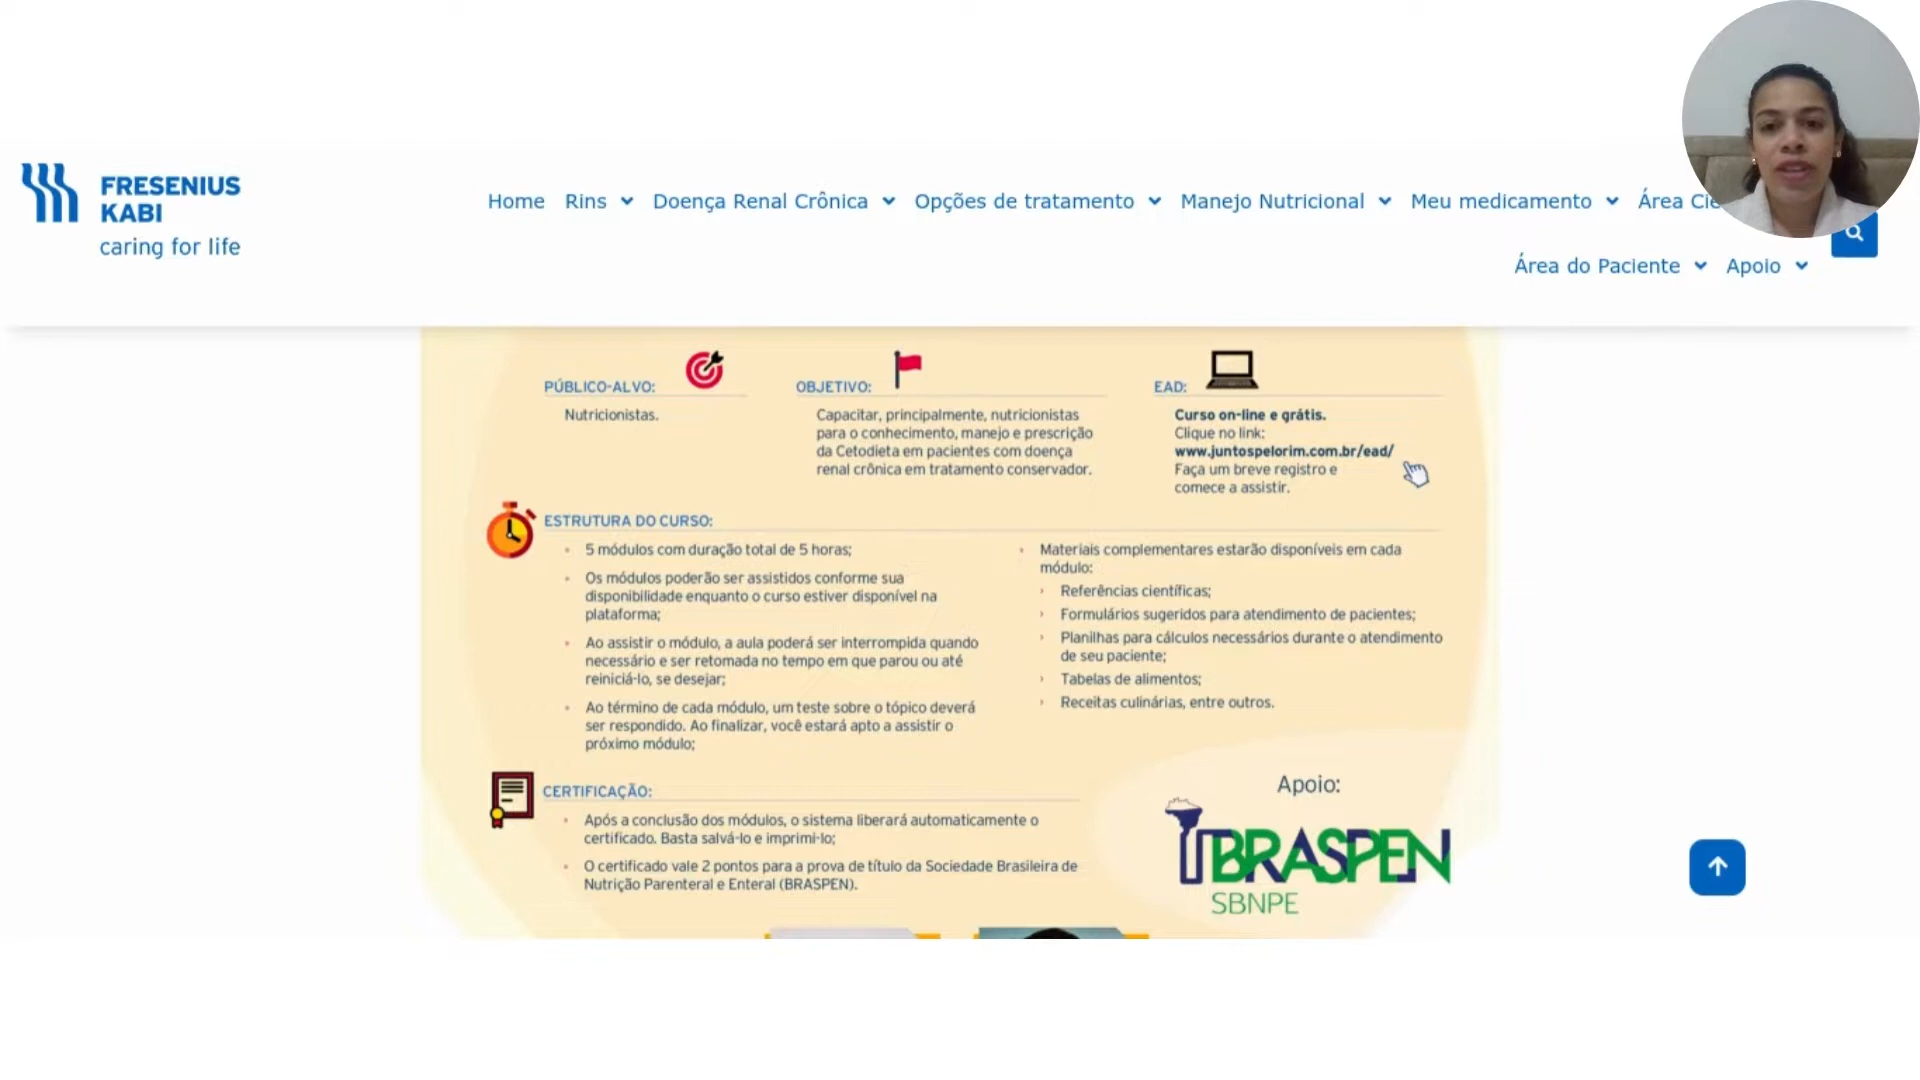 FRESENIUS
KABI
caring for life
Home Rins Doença Renal Crônica Opções de tratamento Manejo Nutricional Meu medicamento Área
Área do Paciente Apoio
PÚBLICO-ALVO:
Nutricionistas.
OBJETIVO:
Capacitar, principalmente, nutricionistas
para o conhecimento, manejo e prescrição
da Cetodieta em pacientes com doença
renal crônica em tratamento conservador.
EAD:
Curso on-line e grátis.
Clique no link:
www.juntospelorim.com.br/ead/
Faça um breve registro e
comece a assistir.
ESTRUTURA DO CURSO:
5 módulos com duração total de 5 horas;
Os módulos poderão ser assistidos conforme sua
disponibilidade enquanto o curso estiver disponível na
plataforma;
Ao assistir o módulo, a aula poderá ser interrompida quando
necessário e ser retomada no tempo em que parou ou até
reiniciá-lo, se desejar;
Ao término de cada módulo, um teste sobre o tópico deverá
ser respondido. Ao finalizar, você estará apto a assistir o
próximo módulo;
Materiais complementares estarão disponíveis em cada
módulo:
Referências científicas;
Formulários sugeridos para atendimento de pacientes;
Planilhas para cálculos necessários durante o atendimento
de seu paciente;
Tabelas de alimentos;
Receitas culinárias, entre outros.
CERTIFICAÇÃO:
Após a conclusão dos módulos, o sistema liberará automaticamente o
certificado. Basta salvá-lo e imprimi-lo;
O certificado vale 2 pontos para a prova de título da Sociedade Brasileira de
Nutrição Parenteral e Enteral (BRASPEN).
Apoio:
BRASPEN
SBNPE